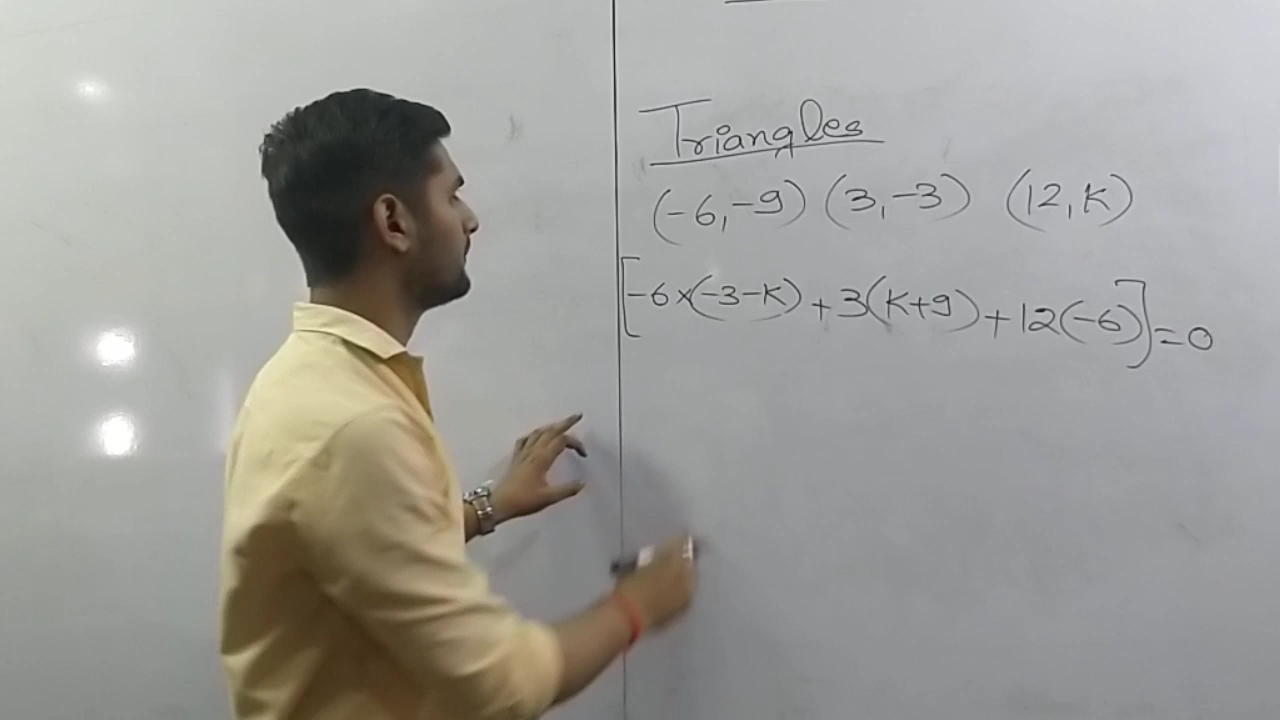 Triangles
(-6,-9) (3,-3) (12,K)
[-6×(-3-K)+3(K+9)+12(-6)]=0